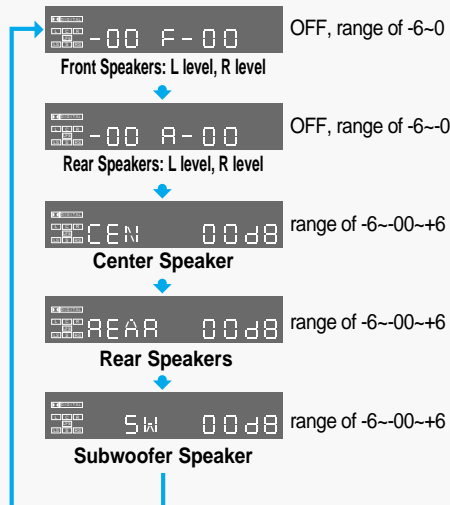 -00 F-00
OFF, range of -6~0
Front Speakers: L level, R level
-00 R-00
OFF, range of -6~-0
Rear Speakers: L level, R level
CEN 00dB
range of -6~-00~+6
Center Speaker
REAR 00dB
range of -6~-00~+6
Rear Speakers
SW 00dB
range of -6~-00~+6
Subwoofer Speaker